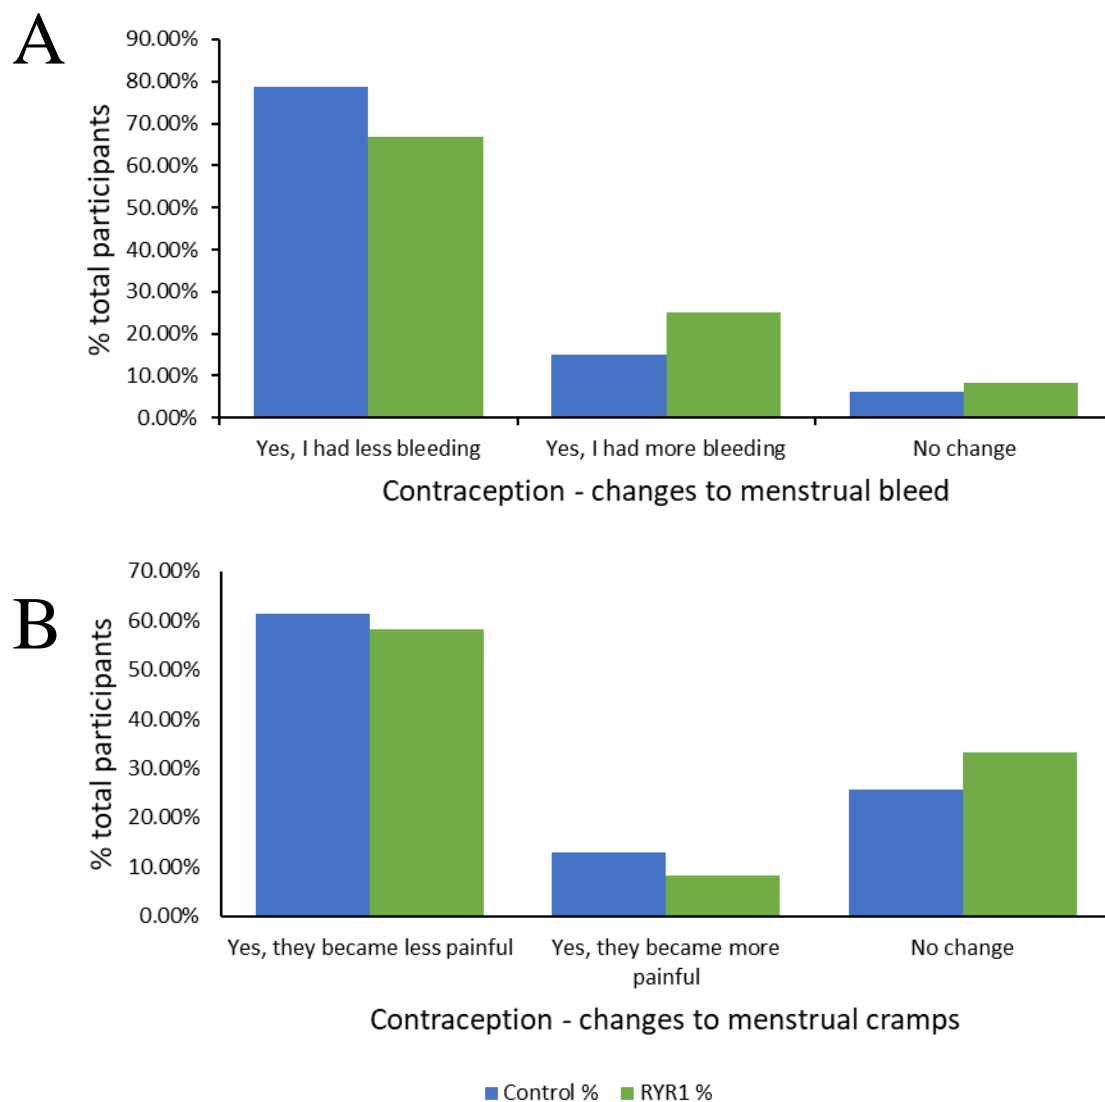 A
90.00%
80.00%
70.00%
60.00%
50.00%
40.00%
30.00%
20.00%
10.00%
0.00%
% total participants
Yes, I had less bleeding
Yes, I had more bleeding
No change
Contraception - changes to menstrual bleed
B
70.00%
60.00%
50.00%
40.00%
30.00%
20.00%
10.00%
0.00%
% total participants
Yes, they became less painful
Yes, they became more
painful
No change
Contraception - changes to menstrual cramps
Control %
RYR1 %